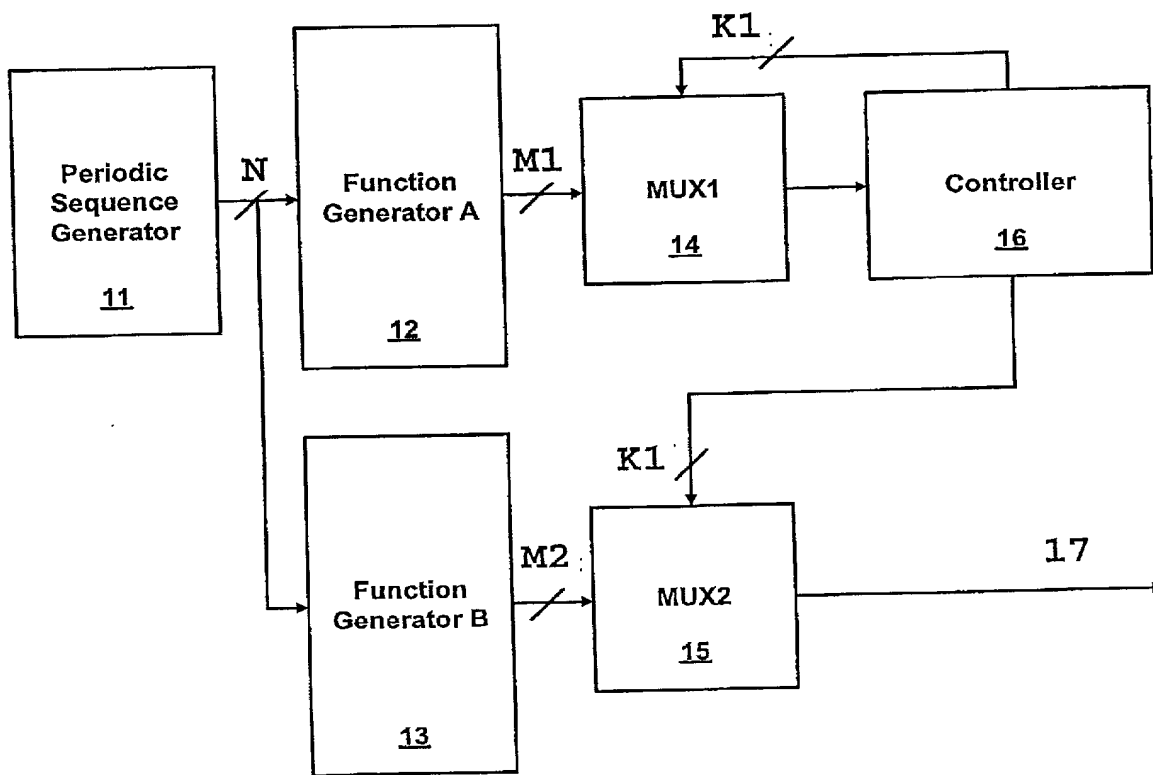 K1
Periodic
Sequence
Generator
11
N
Function
Generator A
12
M1
MUX1
14
Controller
16
K1
Function
Generator B
13
M2
MUX2
15
17